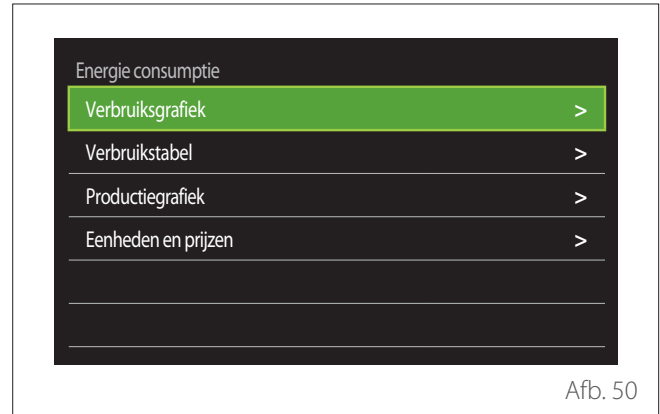 Energie consumptie
Verbruiksgrafiek >
Verbruikstabel >
Productiegrafiek >
Eenheden en prijzen >
Afb. 50